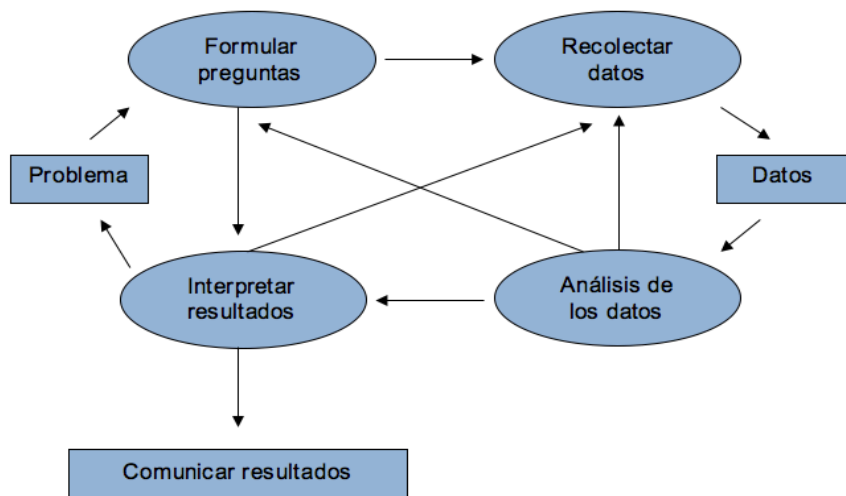 Formular
preguntas
Recolectar
datos
Problema
Datos
Interpretar
resultados
Análisis de
los datos
Comunicar resultados